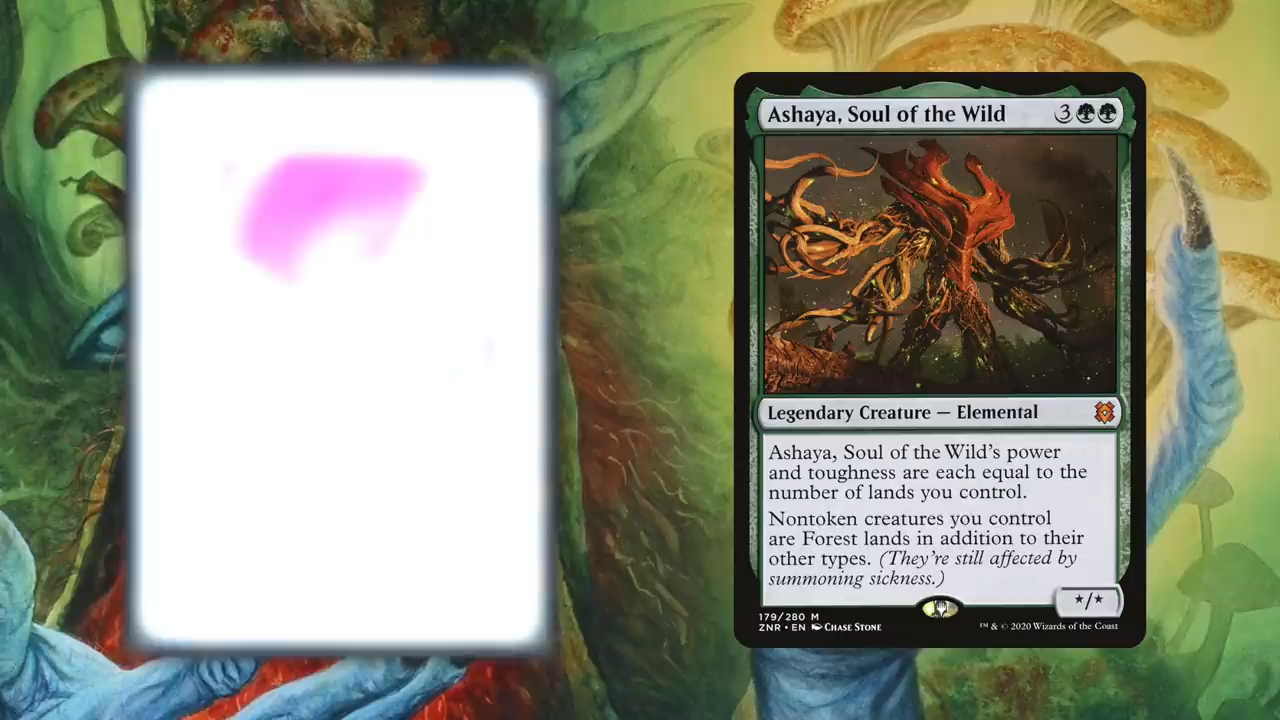 Ashaya, Soul of the Wild 3
Legendary Creature — Elemental
Ashaya, Soul of the Wild's power
and toughness are each equal to the
number of lands you control.
Nontoken creatures you control
are Forest lands in addition to their
other types. (They're still affected by
summoning sickness.)
*/*
179/280 M
ZNR • EN Chase Stone
™ & © 2020 Wizards of the Coast